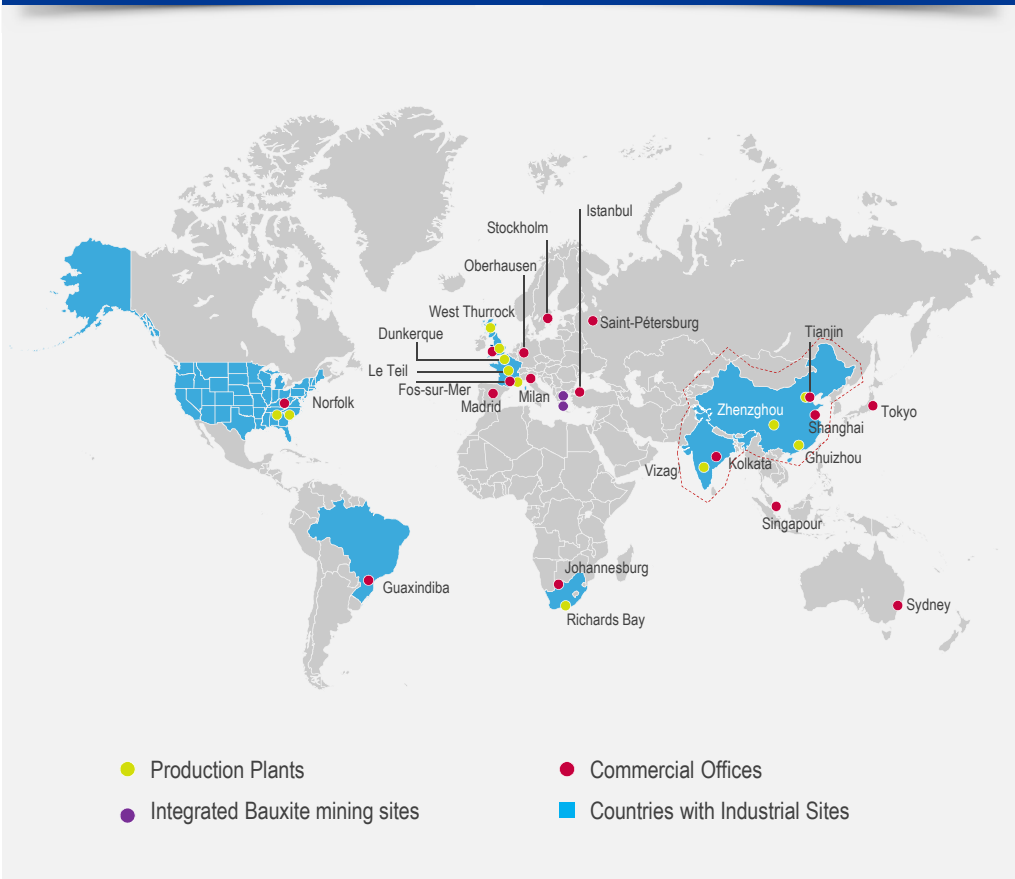 Istanbul
Stockholm
Oberhausen
West Thurrock
Saint-Pétersburg
Dunkerque
Tianjin
Le Teil
Fos-sur-Mer
Milan
Madrid
Norfolk
Zhenzghou
Tokyo
Shanghai
Ghuizhou
Kolkata
Vizag
Singapour
Johannesburg
Guaxindiba
Sydney
Richards Bay
Production Plants
Commercial Offices
Integrated Bauxite mining sites
Countries with Industrial Sites